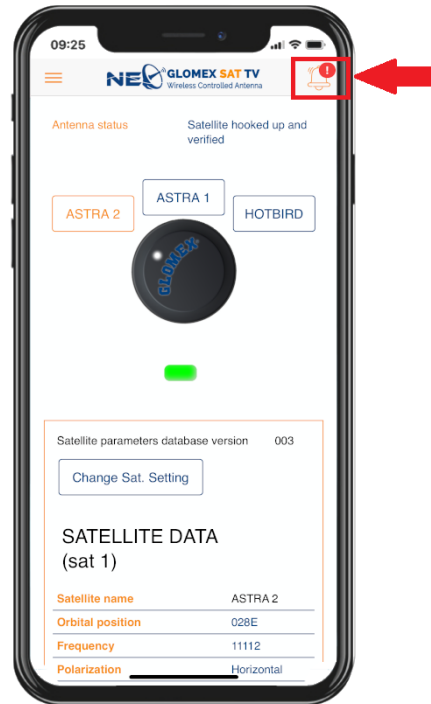 09:25
NEO GLOMEX SAT TV
Wireless Controlled Antenna
!
Antenna status Satellite hooked up and
verified
ASTRA 2 ASTRA 1 HOTBIRD
GLOMEX
Satellite parameters database version 003
Change Sat. Setting
SATELLITE DATA
(sat 1)
Satellite name ASTRA 2
Orbital position 028E
Frequency 11112
Polarization Horizontal